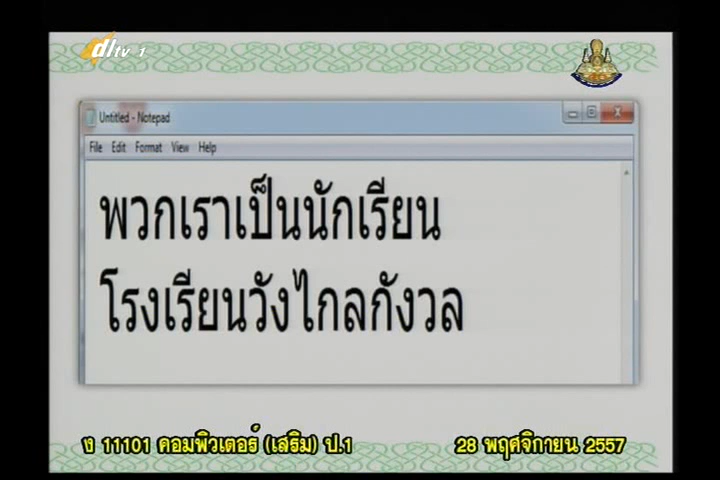 dltv 1
Untitled - Notepad
File Edit Format View Help
พวกเราเป็นนักเรียน
โรงเรียนวังไกลกังวล
ง 11101 คอมพิวเตอร์ (เสริม) ป.1
28 พฤศจิกายน 2557